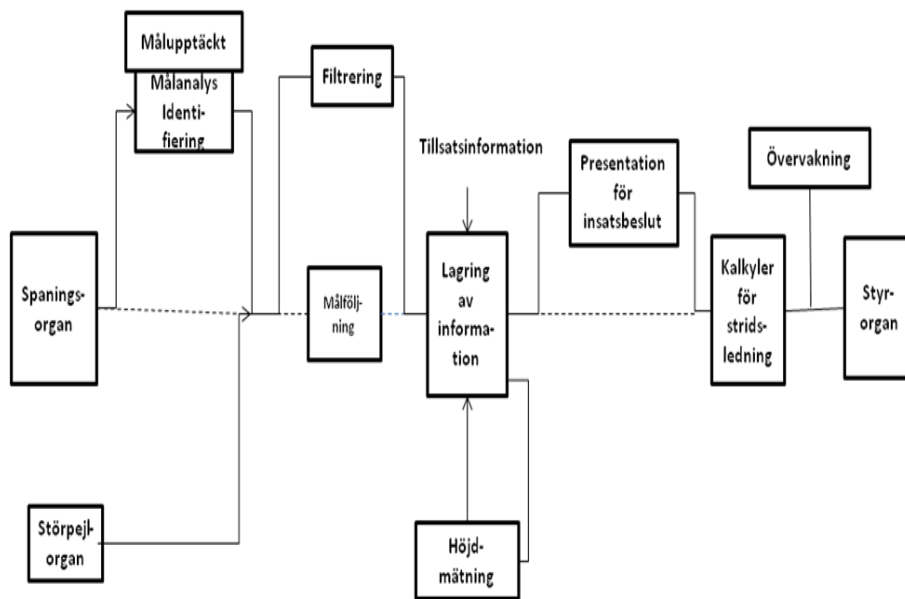 Målupptäckt
Målanalys
Identi-
fiering
Filtrering
Tillsatsinformation
Presentation
för
insatsbeslut
Övervakning
Spanings-
organ
Målfölj-
ning
Lagring
av
informa-
tion
Kalkyler
för
strids-
ledning
Styr-
organ
Störpejl-
organ
Höjd-
mätning